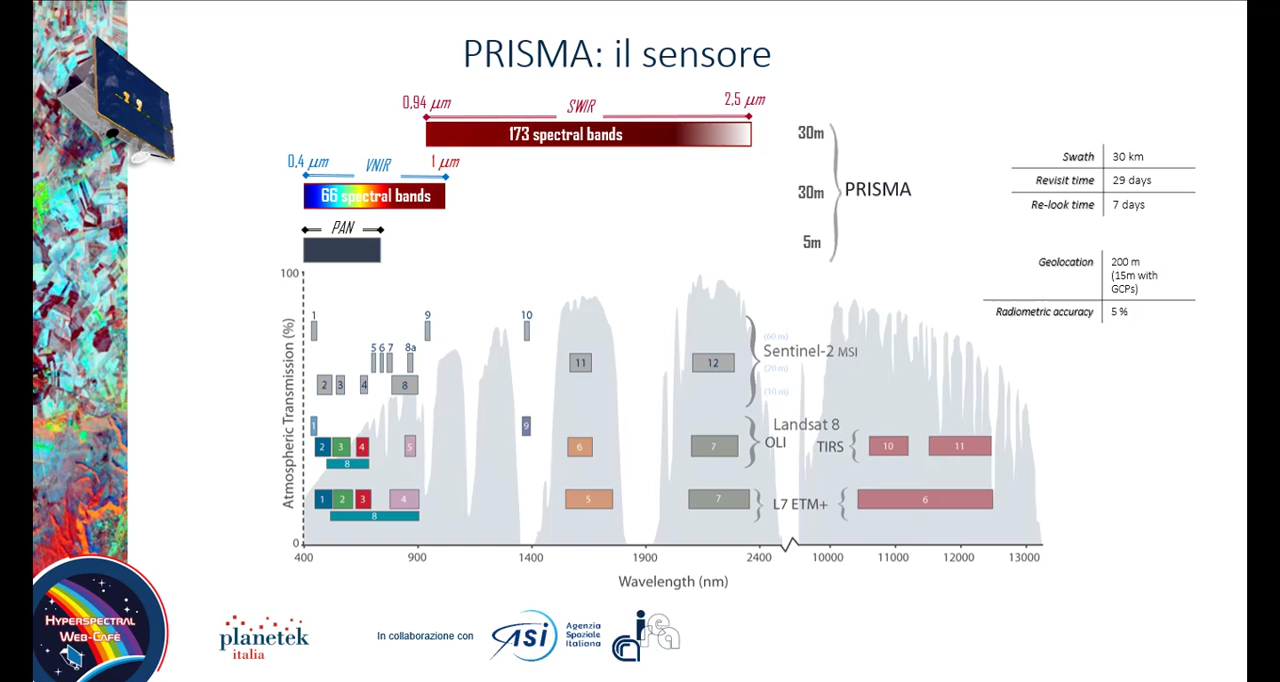 PRISMA: il sensore
0,94 µm
SWIR
2,5 µm
173 spectral bands
30m
0,4 µm
VNIR
1 µm
66 spectral bands
30m
PRISMA
PAN
5m
Swath 30 km
Revisit time 29 days
Re-look time 7 days
Geolocation 200 m
(15m with
GCPs)
Radiometric accuracy 5 %
100
Atmospheric Transmission (%)
0
1 9 10
5 6 7 8a
11 12
2 3 4 8
(60 m)
Sentinel-2 MSI
(20 m)
(10 m)
1 9
Landsat 8
2 3 4 5 6 7
OLI
TIRS
10 11
8
1 2 3 4 5 7
L7 ETM+
6
8
400 900 1400 1900 2400 10000 11000 12000 13000
Wavelength (nm)
HYPERSPECTRAL
WEB-CAFÈ
planetek
italia
In collaborazione con
ASI
Agenzia
Spaziale
Italiana